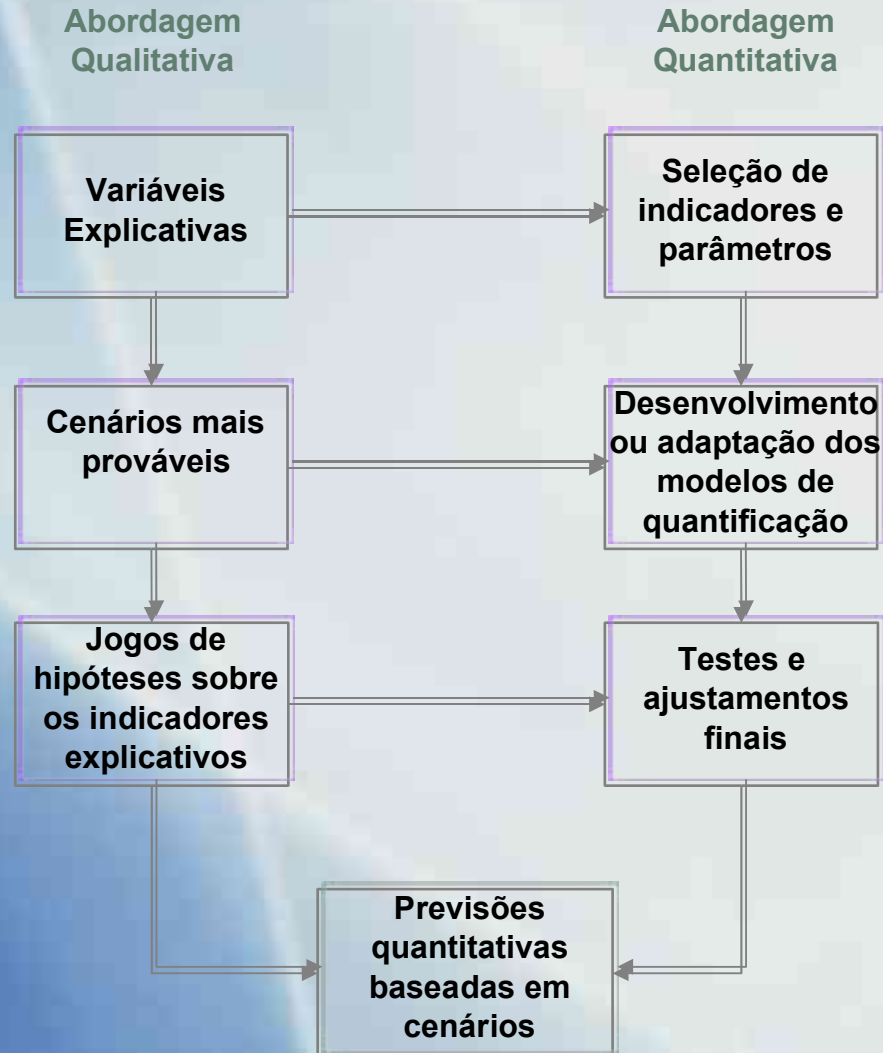 Abordagem
Qualitativa
Abordagem
Quantitativa
Variáveis
Explicativas
Seleção de
indicadores e
parâmetros
Cenários mais
prováveis
Desenvolvimento
ou adaptação dos
modelos de
quantificação
Jogos de
hipóteses sobre
os indicadores
explicativos
Testes e
ajustamentos
finais
Previsões
quantitativas
baseadas em
cenários